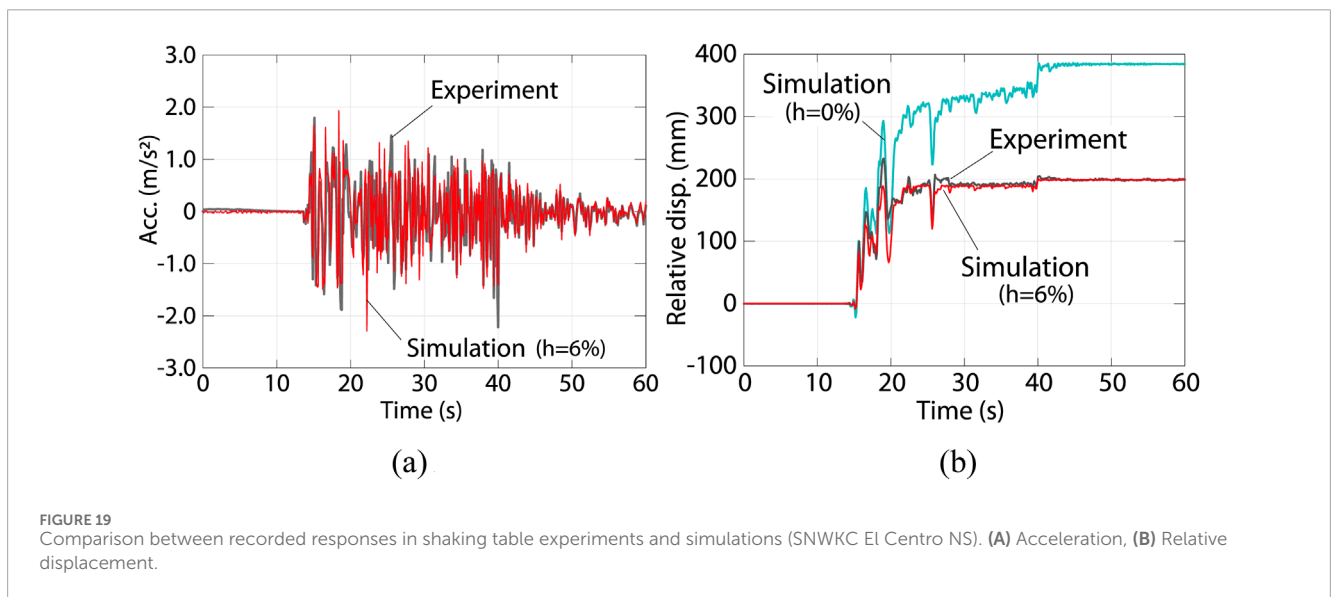 3.0
2.0
1.0
0
-1.0
-2.0
-3.0
Acc. (m/s²)
Experiment
Simulation (h=6%)
0 10 20 30 40 50 60
Time (s)
(a)
400
300
200
100
0
-100
Relative disp. (mm)
Simulation
(h=0%)
Experiment
Simulation
(h=6%)
0 10 20 30 40 50 60
Time (s)
(b)
FIGURE 19
Comparison between recorded responses in shaking table experiments and simulations (SNWKC El Centro NS). (A) Acceleration, (B) Relative
displacement.